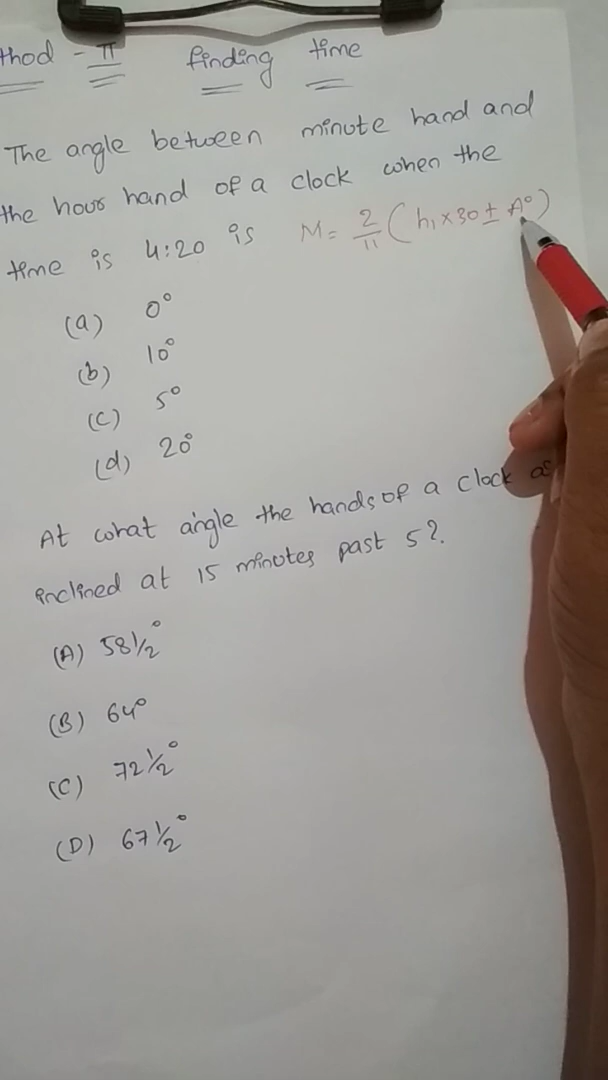 thod - II finding time
The angle between minute hand and
the hour hand of a clock when the
time is 4:20 is M = 2/11 ( h₁ × 30 ± A° )
(a) 0°
(b) 10°
(c) 5°
(d) 20°
At what angle the hands of a clock
inclined at 15 minutes past 5?.
(A) 58 1/2°
(B) 64°
(C) 72 1/2°
(D) 67 1/2°